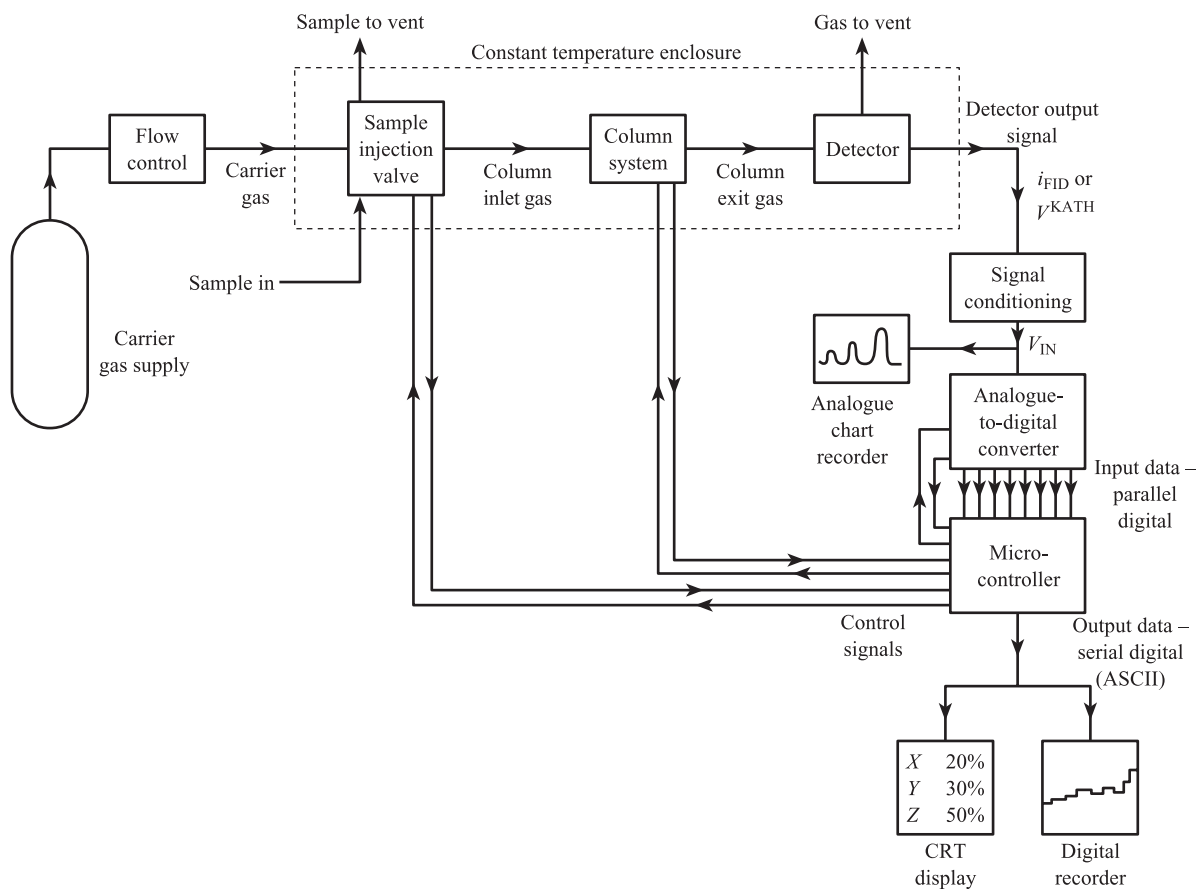 Sample to vent
Gas to vent
Constant temperature enclosure
Flow
control
Carrier
gas
Sample
injection
valve
Column
inlet gas
Column
system
Column
exit gas
Detector
Detector output
signal
i_FID or
V^KATH
Sample in
Carrier
gas supply
Signal
conditioning
V_IN
Analogue
chart
recorder
Analogue-
to-digital
converter
Input data –
parallel
digital
Micro-
controller
Control
signals
Output data –
serial digital
(ASCII)
X 20%
Y 30%
Z 50%
CRT
display
Digital
recorder